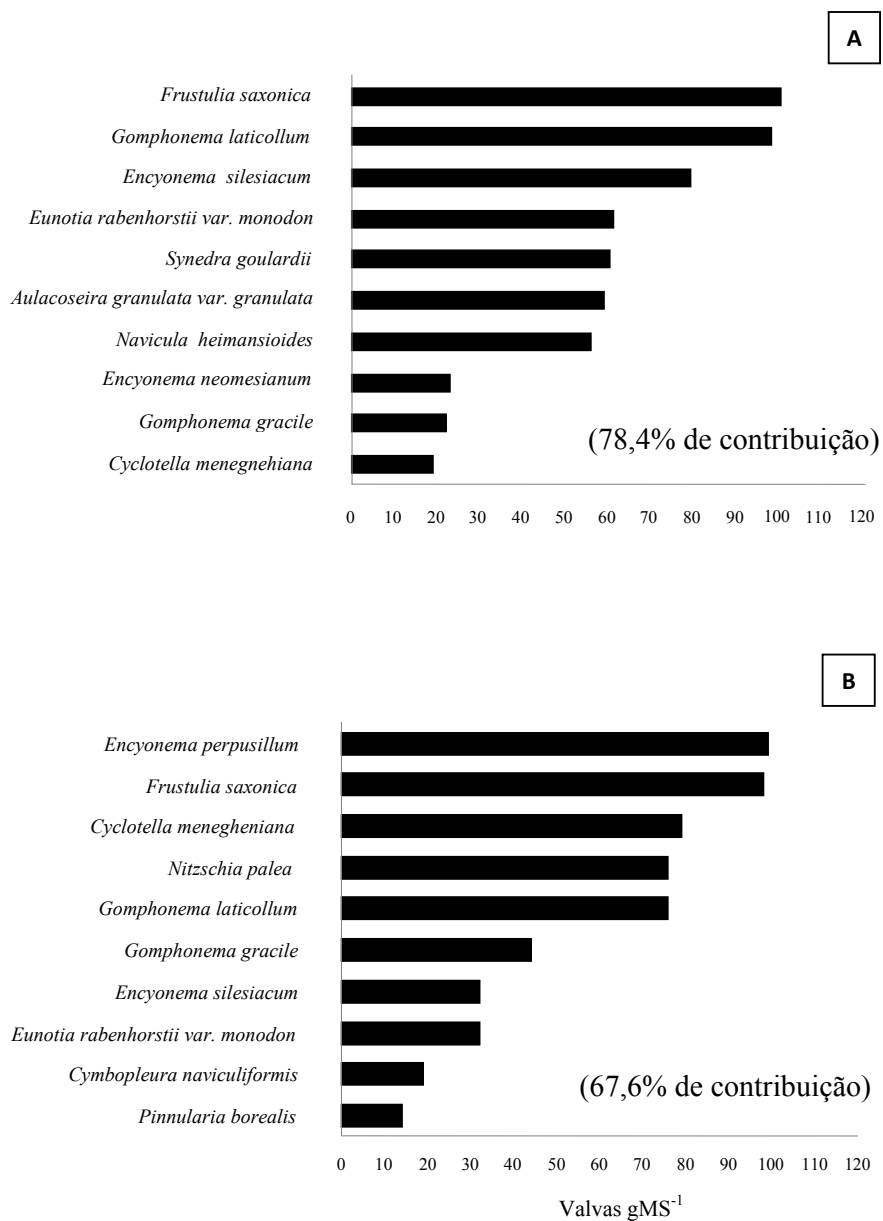 A
Frustulia saxonica
Gomphonema laticollum
Encyonema silesiacum
Eunotia rabenhorstii var. monodon
Synedra goulardii
Aulacoseira granulata var. granulata
Navicula heimansioides
Encyonema neomesianum
Gomphonema gracile
Cyclotella menegnehiana
(78,4% de contribuição)
0 10 20 30 40 50 60 70 80 90 100 110 120
B
Encyonema perpusillum
Frustulia saxonica
Cyclotella menegheniana
Nitzschia palea
Gomphonema laticollum
Gomphonema gracile
Encyonema silesiacum
Eunotia rabenhorstii var. monodon
Cymbopleura naviculiformis
Pinnularia borealis
(67,6% de contribuição)
0 10 20 30 40 50 60 70 80 90 100 110 120
Valvas gMS⁻¹